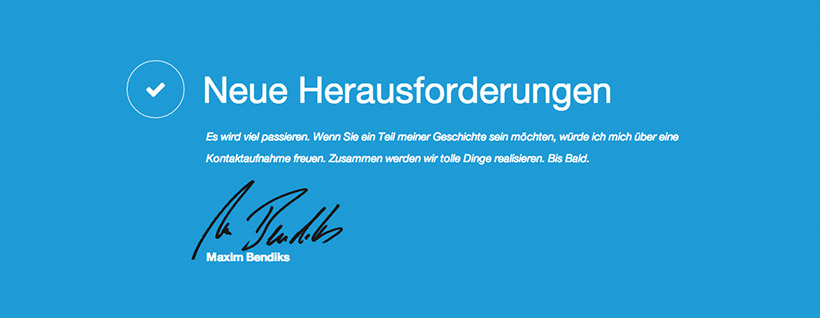 Neue Herausforderungen
Es wird viel passieren. Wenn Sie ein Teil meiner Geschichte sein möchten, würde ich mich über eine
Kontaktaufnahme freuen. Zusammen werden wir tolle Dinge realisieren. Bis Bald.
Bendiks
Maxim Bendiks